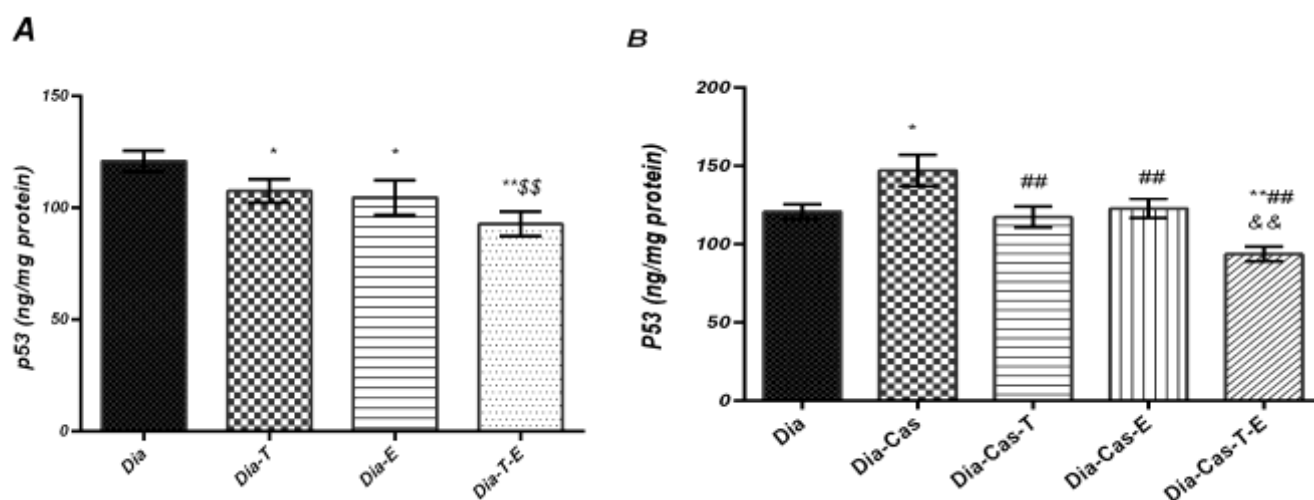 A
p53 (ng/mg protein)
150
100
50
0
*
*
**$$
Dia
Dia-T
Dia-E
Dia-T-E
B
P53 (ng/mg protein)
200
150
100
50
0
*
##
##
**##
&&
Dia
Dia-Cas
Dia-Cas-T
Dia-Cas-E
Dia-Cas-T-E